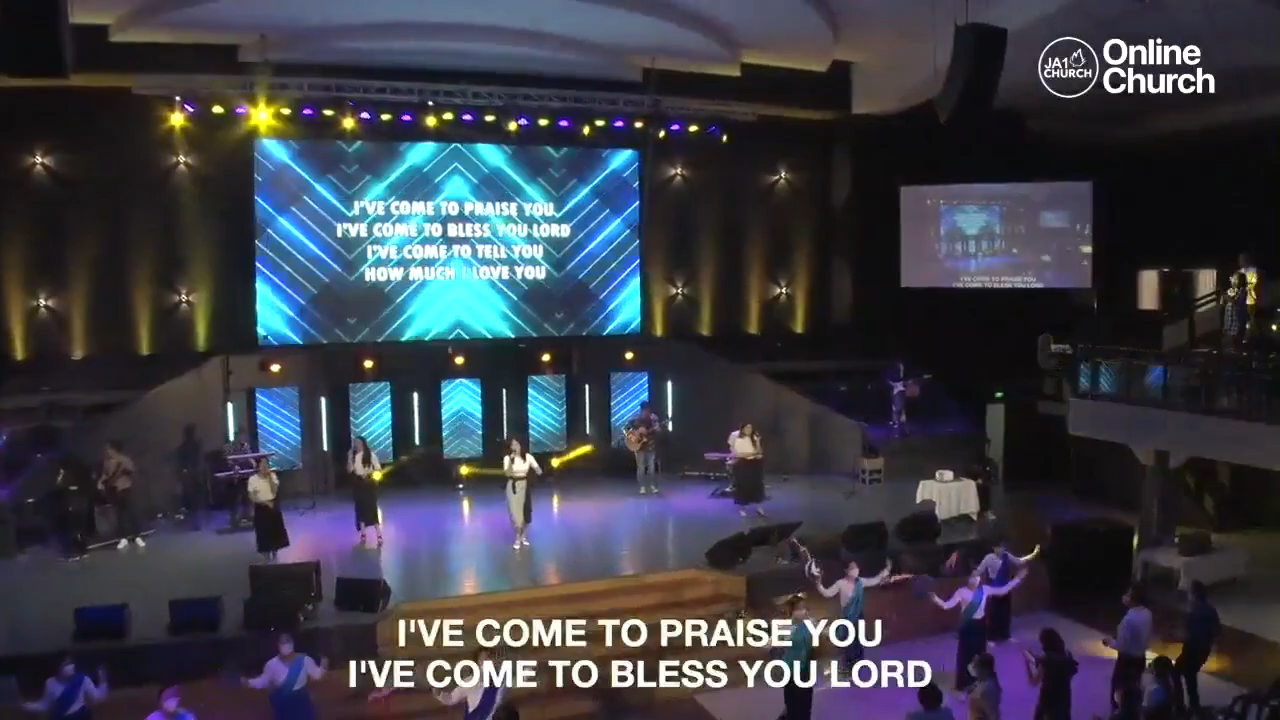 JA1
CHURCH
Online
Church
I'VE COME TO PRAISE YOU
I'VE COME TO BLESS YOU LORD
I'VE COME TO TELL YOU
HOW MUCH I LOVE YOU
I'VE COME TO PRAISE YOU
I'VE COME TO BLESS YOU LORD
I'VE COME TO PRAISE YOU
I'VE COME TO BLESS YOU LORD